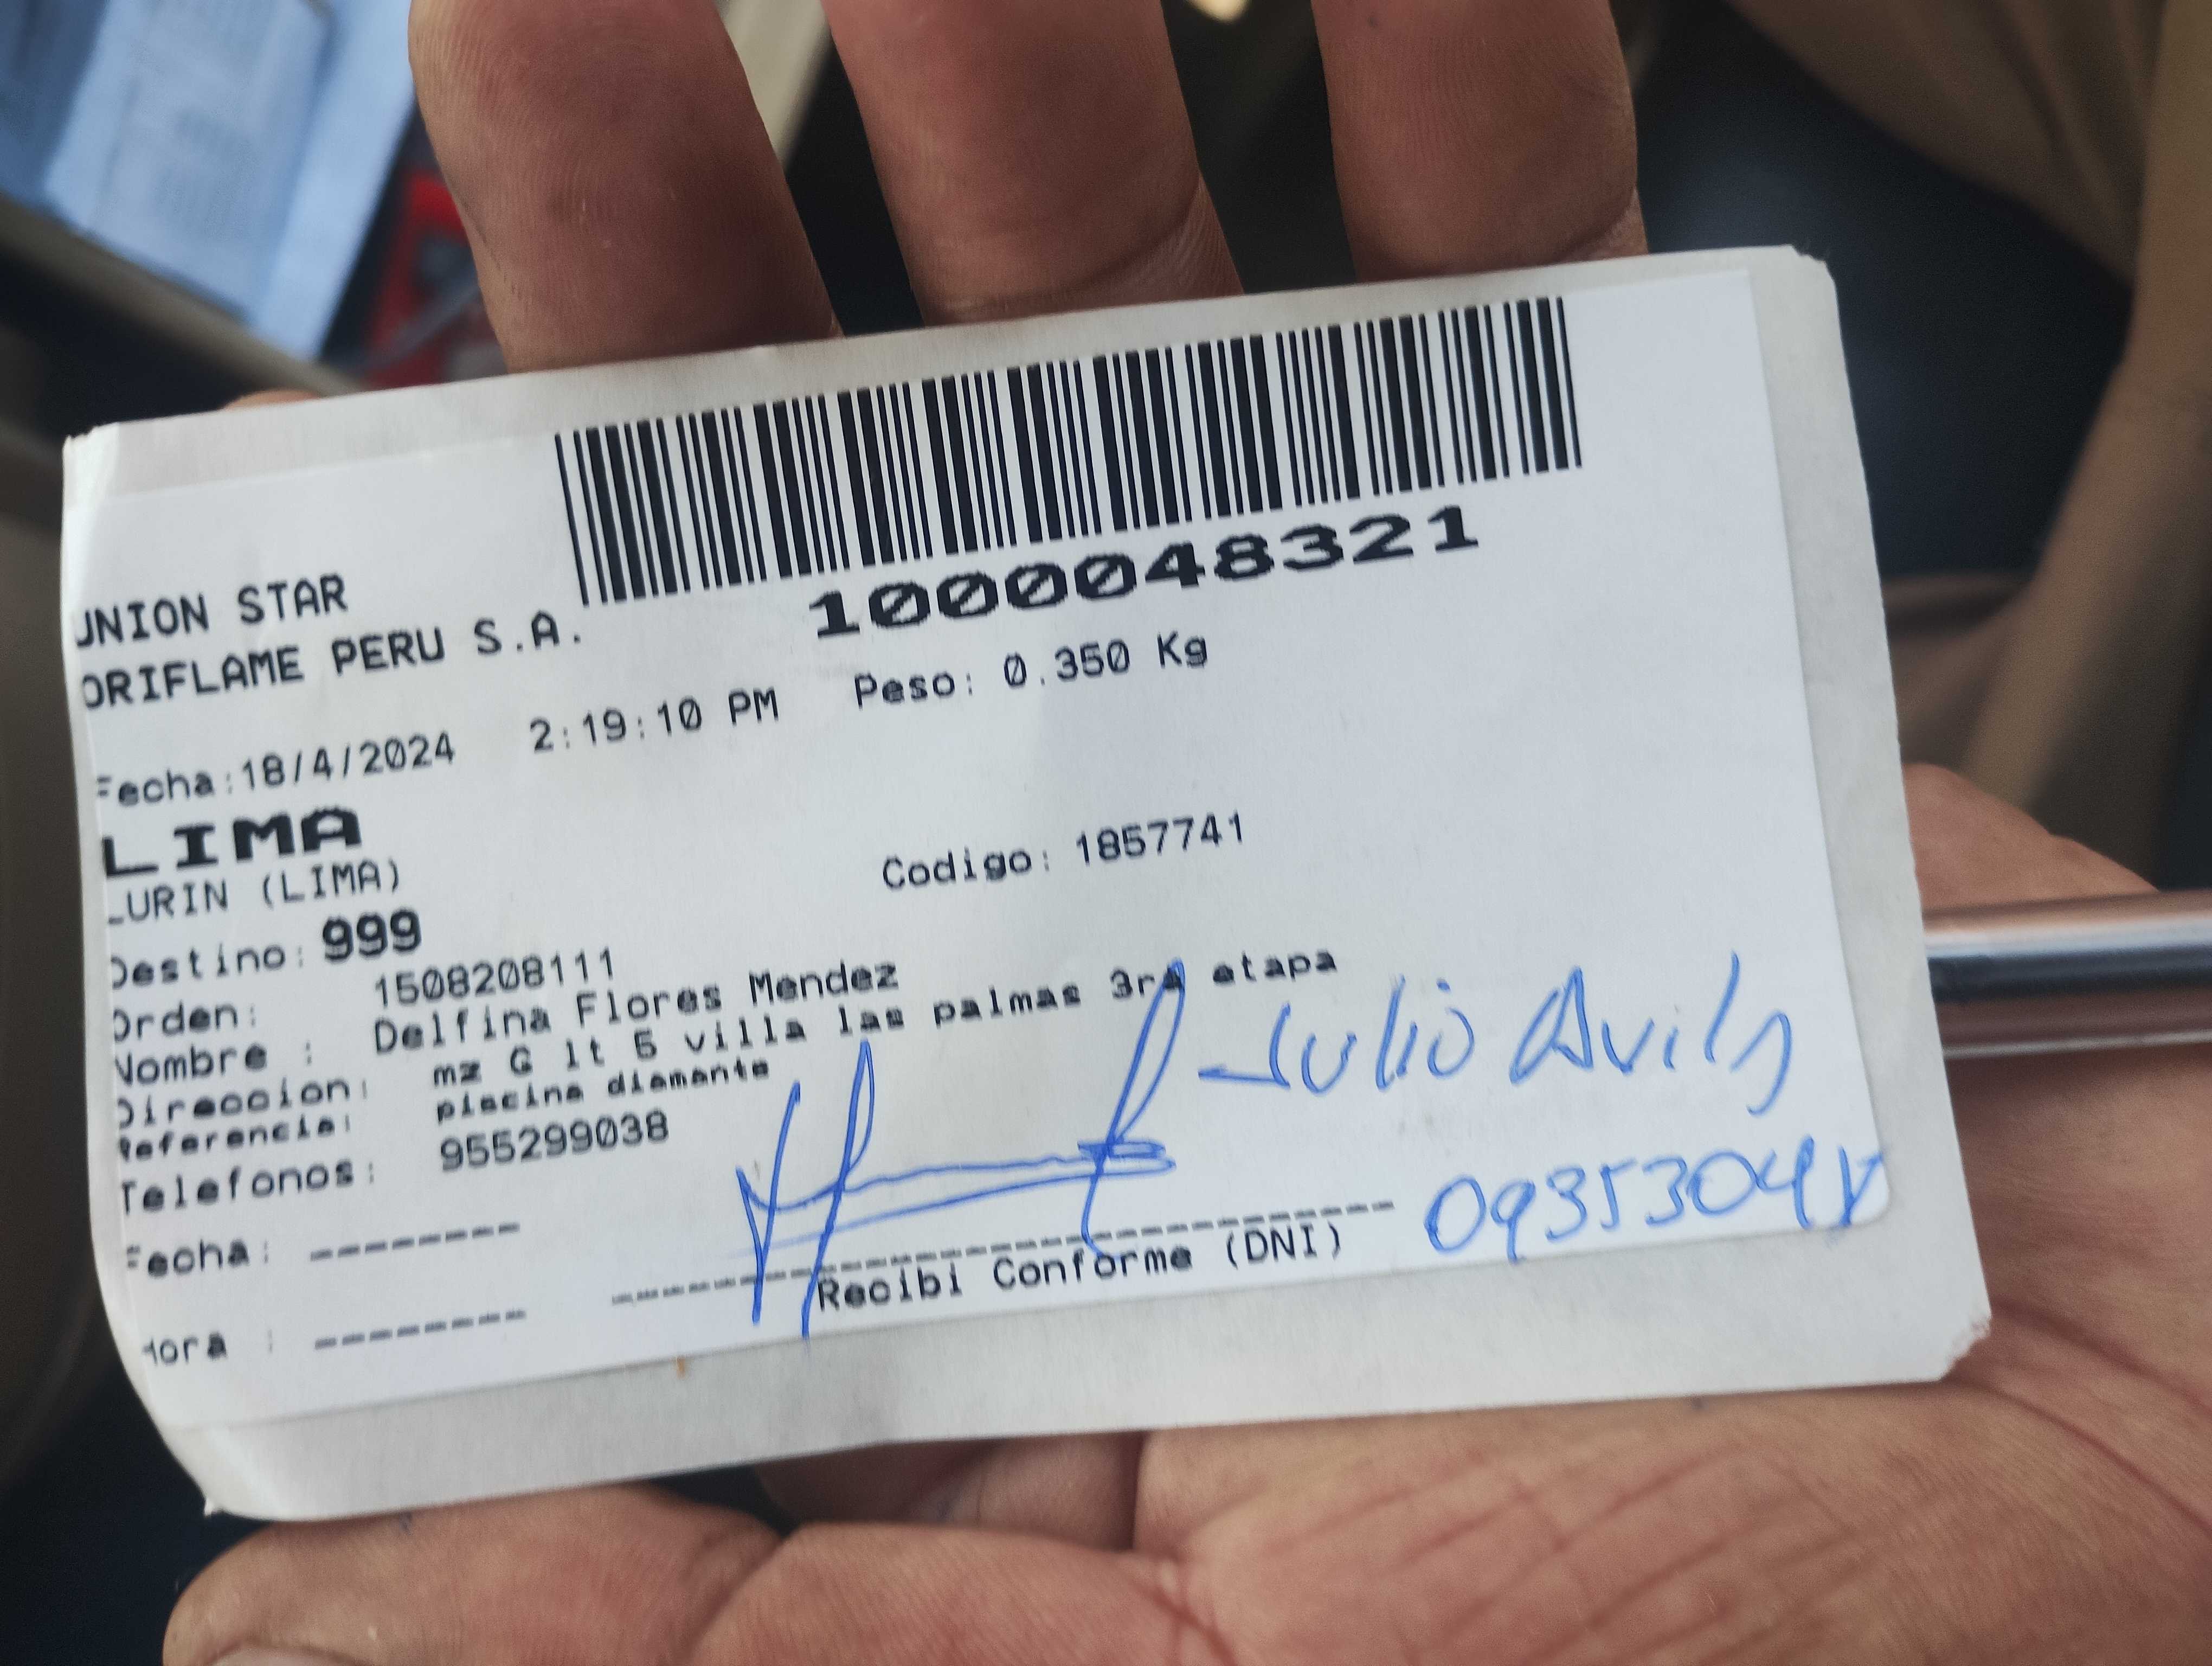 1000048321
UNION STAR
ORIFLAME PERU S.A.
Fecha:18/4/2024 2:19:10 PM Peso: 0.350 Kg
LIMA
LURIN (LIMA) Codigo: 1857741
Destino: 999
Orden: 1508208111
Nombre : Delfina Flores Mendez
Direccion: mz G lt 5 villa las palmas 3ra etapa
Referencia: piscina diamante
Telefonos: 955299038
Julio Avila
Fecha: --------
Recibi Conforme (DNI)
Hora : --------